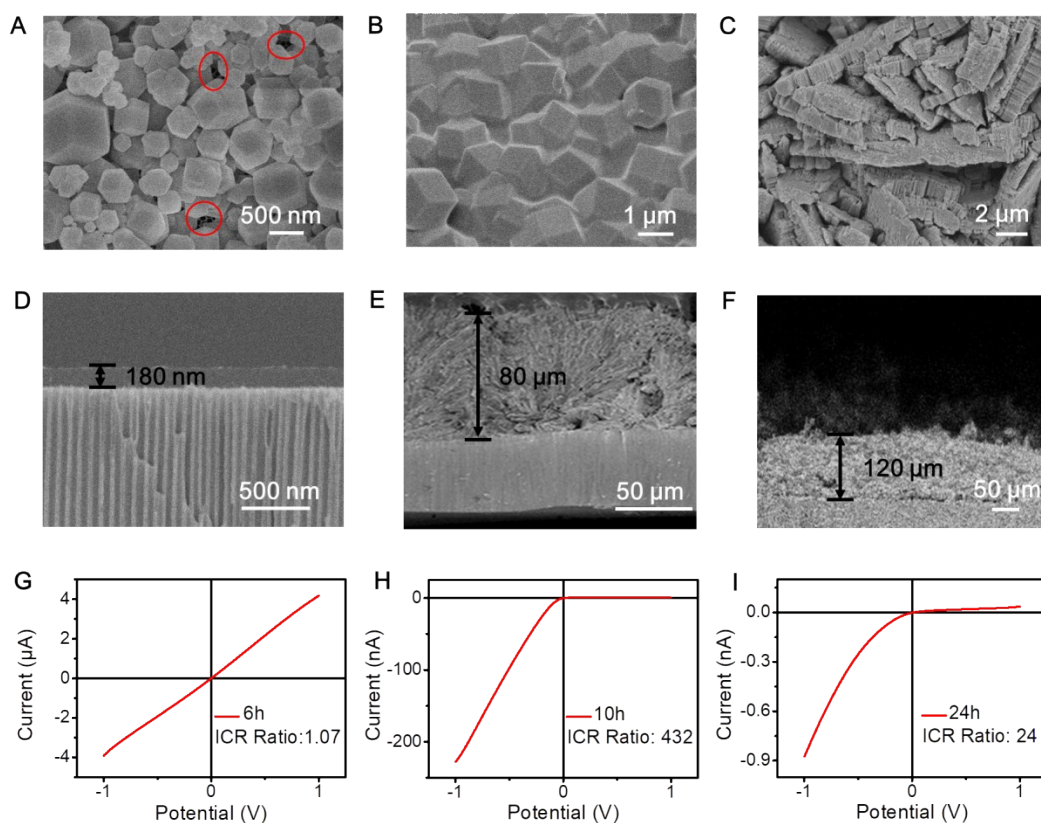 A
500 nm
B
1 μm
C
2 μm
D
180 nm
500 nm
E
80 μm
50 μm
F
120 μm
50 μm
G
4
2
0
-2
-4
Current (μA)
6h
ICR Ratio:1.07
-1
0
1
Potential (V)
H
0
-100
-200
Current (nA)
10h
ICR Ratio: 432
-1
0
1
Potential (V)
I
0.0
-0.3
-0.6
-0.9
Current (nA)
24h
ICR Ratio: 24
-1
0
1
Potential (V)